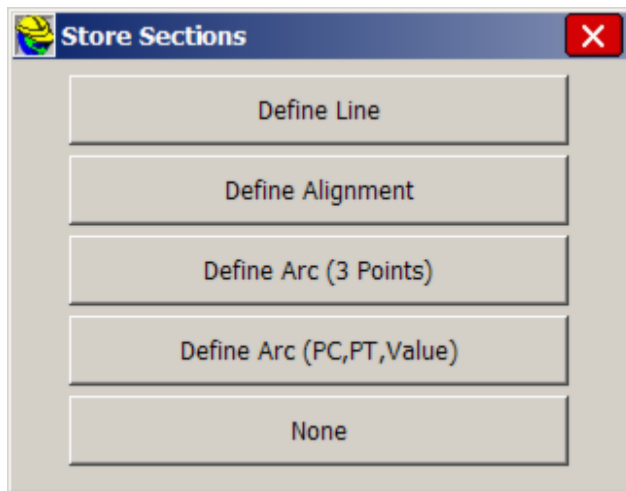 Store Sections
Define Line
Define Alignment
Define Arc (3 Points)
Define Arc (PC,PT,Value)
None